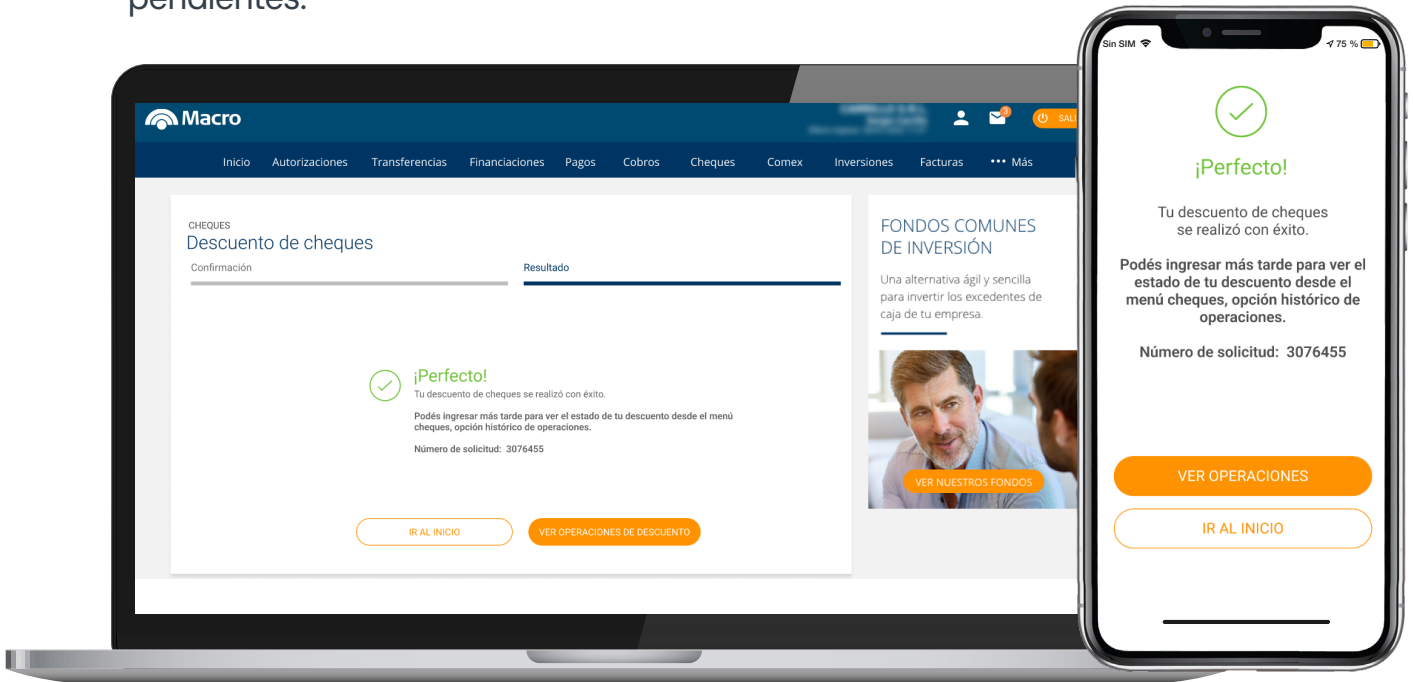 pendientes.
Macro
3
Inicio Autorizaciones Transferencias Financiaciones Pagos Cobros Cheques Comex Inversiones Facturas ••• Más
CHEQUES
Descuento de cheques
Confirmación
Resultado
¡Perfecto!
Tu descuento de cheques se realizó con éxito.
Podés ingresar más tarde para ver el estado de tu descuento desde el menú
cheques, opción histórico de operaciones.
Número de solicitud: 3076455
IR AL INICIO
VER OPERACIONES DE DESCUENTO
FONDOS COMUNES
DE INVERSIÓN
Una alternativa ágil y sencilla
para invertir los excedentes de
caja de tu empresa.
VER NUESTROS FONDOS
Sin SIM 75 %
¡Perfecto!
Tu descuento de cheques
se realizó con éxito.
Podés ingresar más tarde para ver el
estado de tu descuento desde el
menú cheques, opción histórico de
operaciones.
Número de solicitud: 3076455
VER OPERACIONES
IR AL INICIO